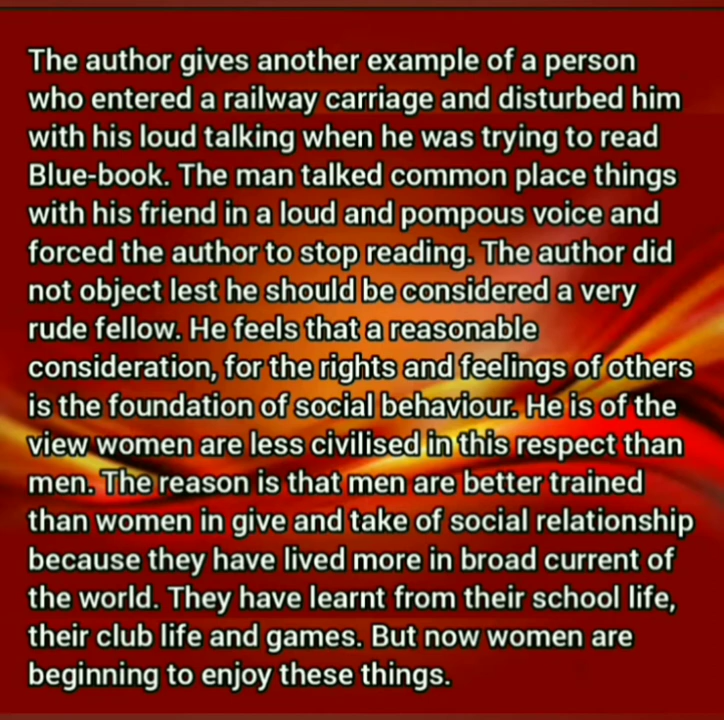 The author gives another example of a person
who entered a railway carriage and disturbed him
with his loud talking when he was trying to read
Blue-book. The man talked common place things
with his friend in a loud and pompous voice and
forced the author to stop reading. The author did
not object lest he should be considered a very
rude fellow. He feels that a reasonable
consideration, for the rights and feelings of others
is the foundation of social behaviour. He is of the
view women are less civilised in this respect than
men. The reason is that men are better trained
than women in give and take of social relationship
because they have lived more in broad current of
the world. They have learnt from their school life,
their club life and games. But now women are
beginning to enjoy these things.